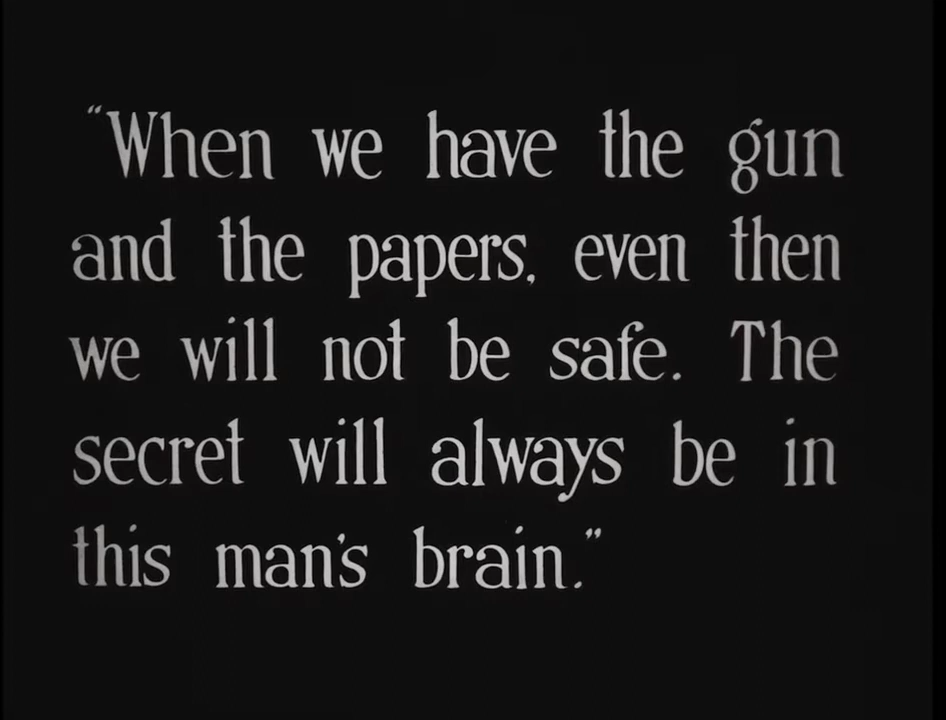 "When we have the gun
and the papers, even then
we will not be safe. The
secret will always be in
this man's brain."